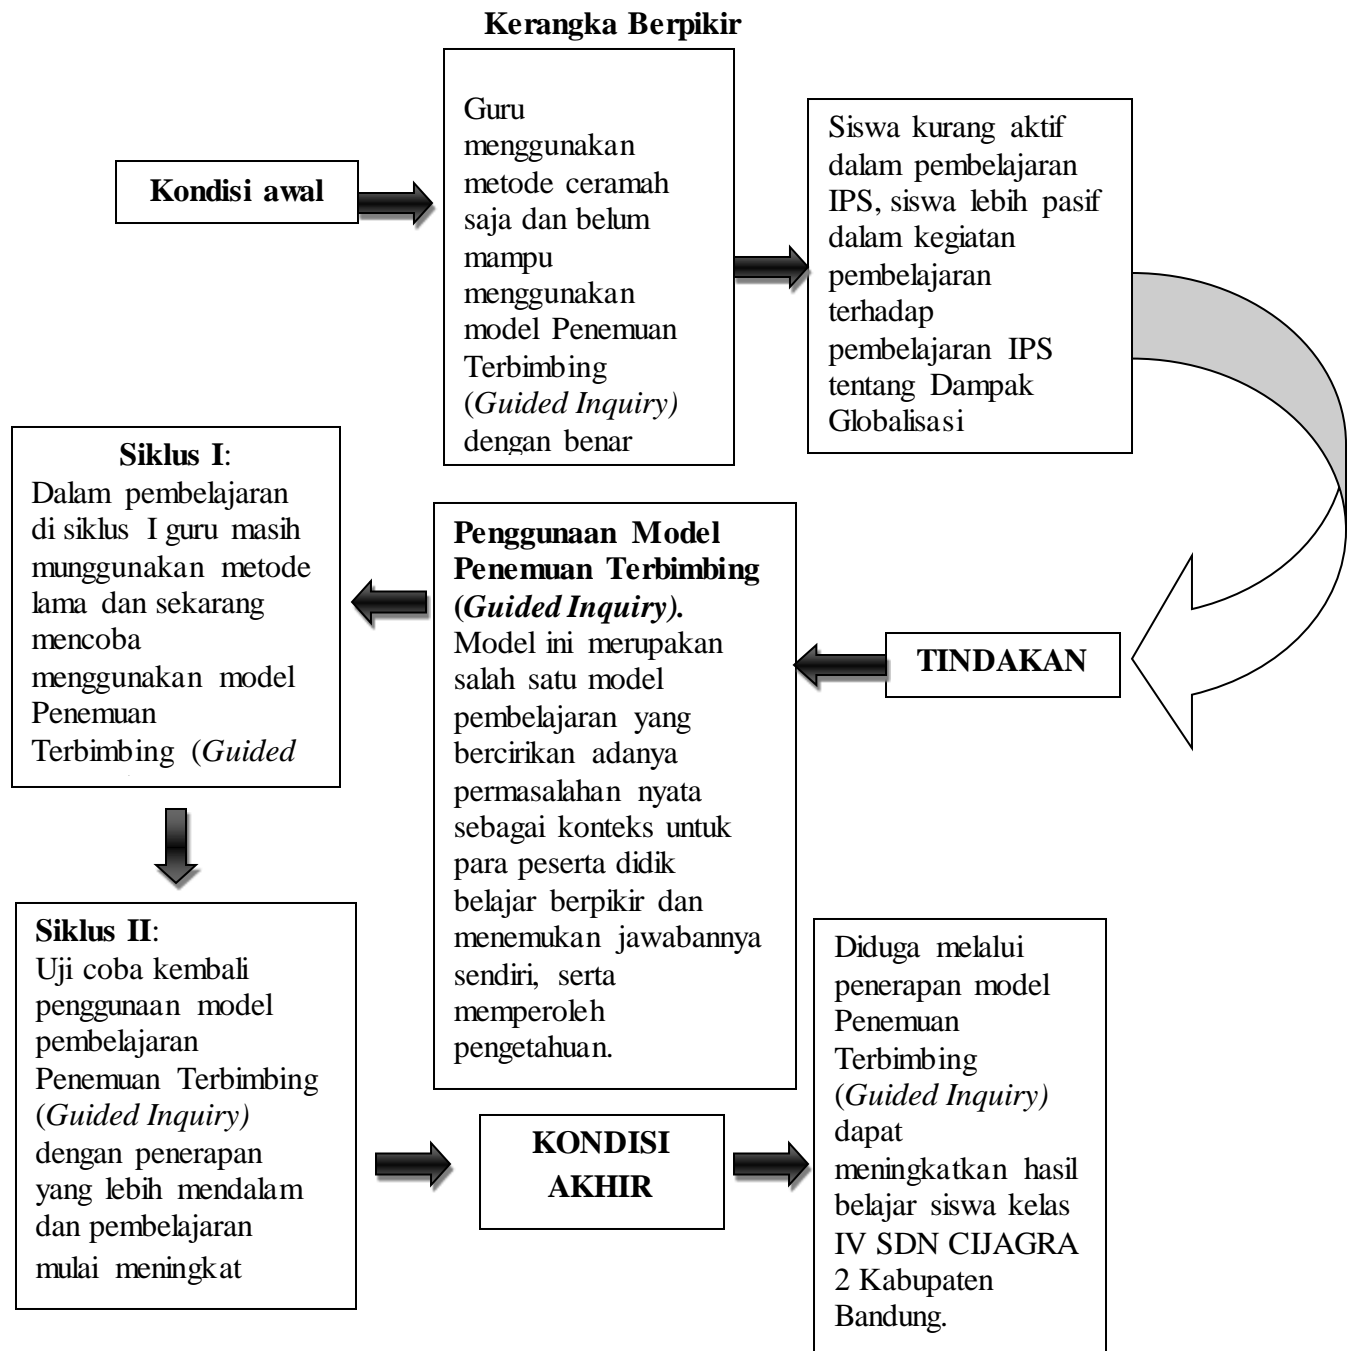 Kerangka Berpikir
Kondisi awal
Guru
menggunakan
metode ceramah
saja dan belum
mampu
menggunakan
model Penemuan
Terbimbing
(Guided Inquiry)
dengan benar
Siswa kurang aktif
dalam pembelajaran
IPS, siswa lebih pasif
dalam kegiatan
pembelajaran
terhadap
pembelajaran IPS
tentang Dampak
Globalisasi
TINDAKAN
Penggunaan Model
Penemuan Terbimbing
(Guided Inquiry).
Model ini merupakan
salah satu model
pembelajaran yang
bercirikan adanya
permasalahan nyata
sebagai konteks untuk
para peserta didik
belajar berpikir dan
menemukan jawabannya
sendiri, serta
memperoleh
pengetahuan.
Siklus I:
Dalam pembelajaran
di siklus I guru masih
munggunakan metode
lama dan sekarang
mencoba
menggunakan model
Penemuan
Terbimbing (Guided
Siklus II:
Uji coba kembali
penggunaan model
pembelajaran
Penemuan Terbimbing
(Guided Inquiry)
dengan penerapan
yang lebih mendalam
dan pembelajaran
mulai meningkat
KONDISI
AKHIR
Diduga melalui
penerapan model
Penemuan
Terbimbing
(Guided Inquiry)
dapat
meningkatkan hasil
belajar siswa kelas
IV SDN CIJAGRA
2 Kabupaten
Bandung.